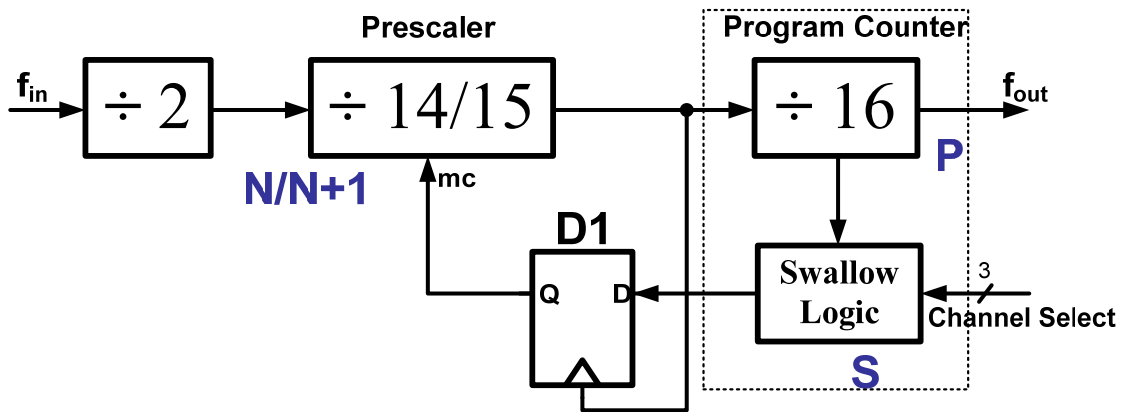 Prescaler
Program Counter
fin
÷ 2
÷ 14/15
÷ 16
fout
N/N+1
mc
P
D1
Q
D
Swallow
Logic
3
Channel Select
S